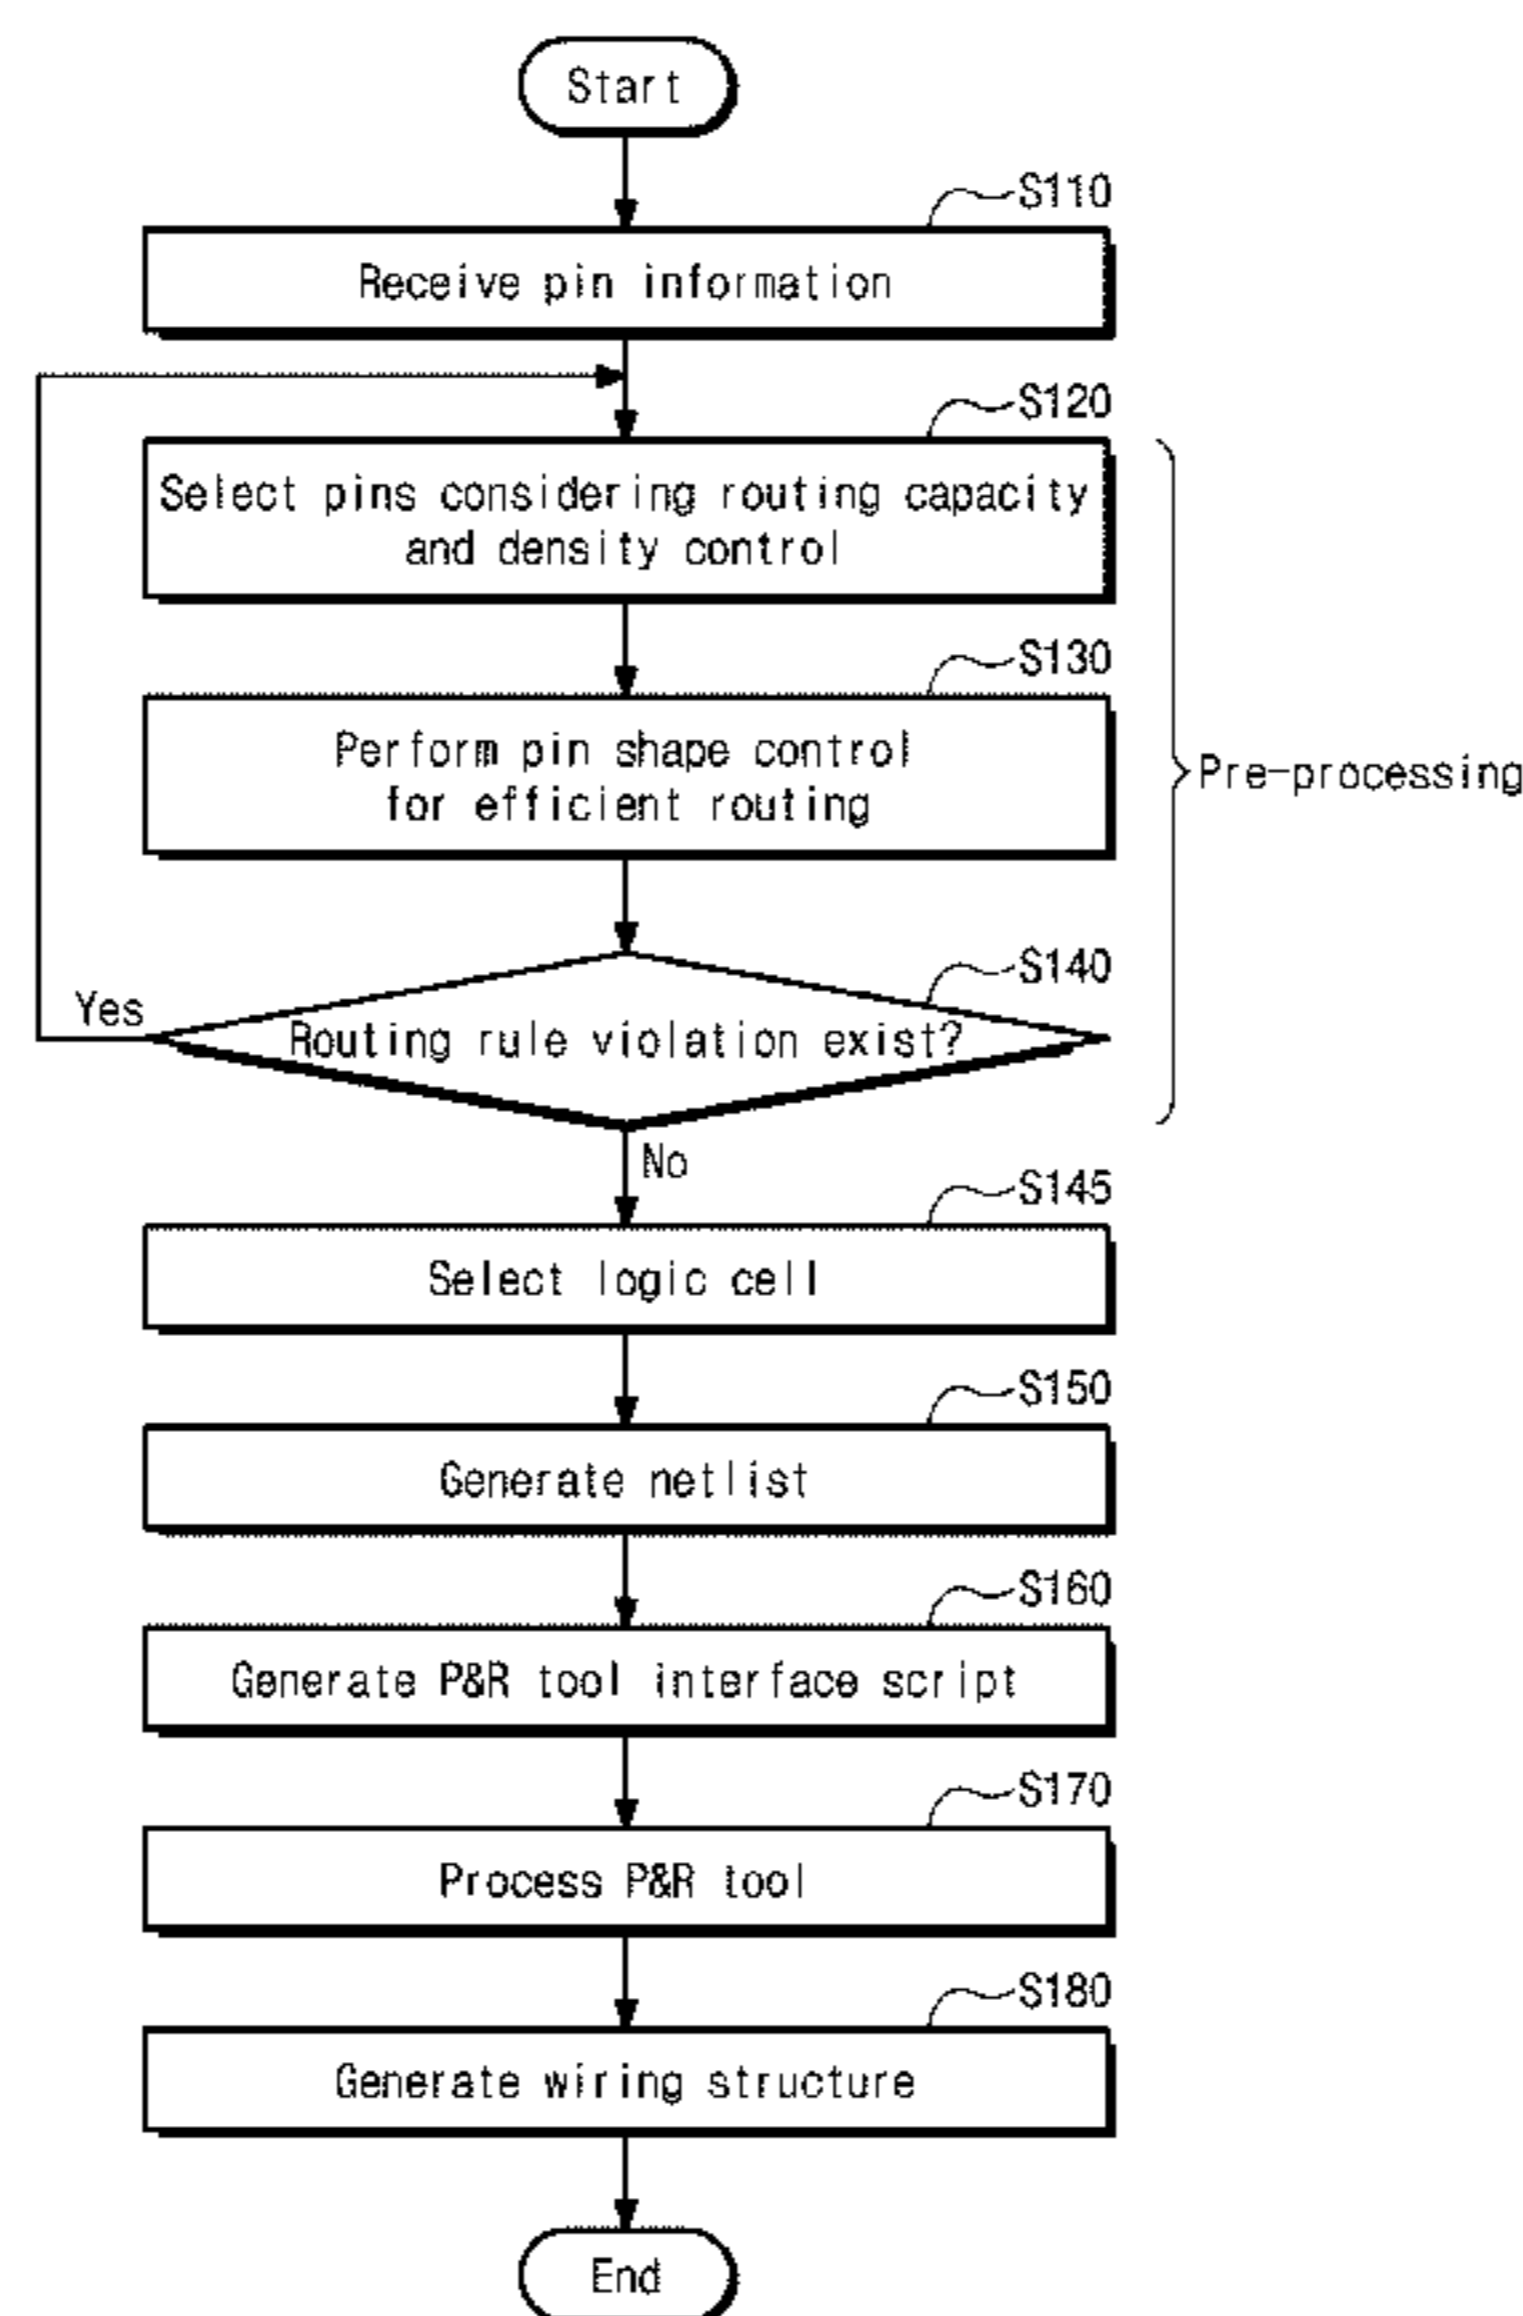 Start
S110
Receive pin information
S120
Select pins considering routing capacity
and density control
S130
Perform pin shape control
for efficient routing
Pre-processing
S140
Yes
Routing rule violation exist?
No
S145
Select logic cell
S150
Generate netlist
S160
Generate P&R tool interface script
S170
Process P&R tool
S180
Generate wiring structure
End